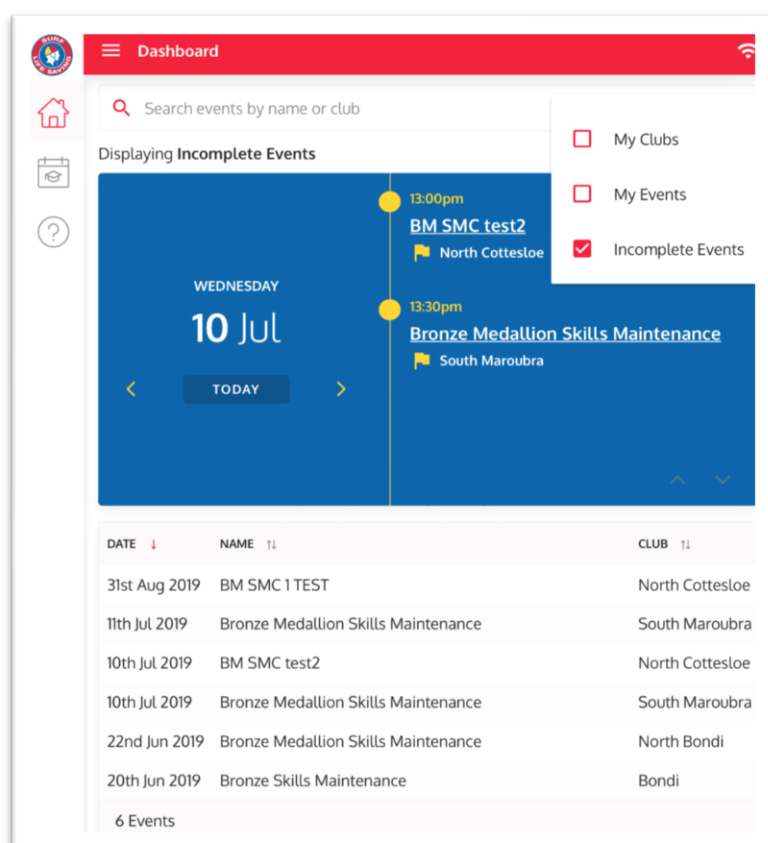 SURF
LIFE SAVING
Dashboard
Search events by name or club
My Clubs
My Events
Incomplete Events
Displaying Incomplete Events
WEDNESDAY
10 Jul
TODAY
13:00pm
BM SMC test2
North Cottesloe
13:30pm
Bronze Medallion Skills Maintenance
South Maroubra
DATE ↓ NAME ↑↓ CLUB ↑↓
31st Aug 2019 BM SMC 1 TEST North Cottesloe
11th Jul 2019 Bronze Medallion Skills Maintenance South Maroubra
10th Jul 2019 BM SMC test2 North Cottesloe
10th Jul 2019 Bronze Medallion Skills Maintenance South Maroubra
22nd Jun 2019 Bronze Medallion Skills Maintenance North Bondi
20th Jun 2019 Bronze Skills Maintenance Bondi
6 Events